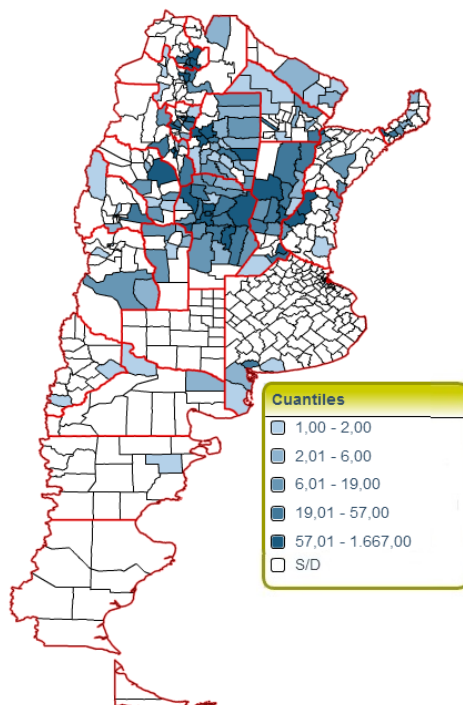 Cuantiles
1,00 - 2,00
2,01 - 6,00
6,01 - 19,00
19,01 - 57,00
57,01 - 1.667,00
S/D